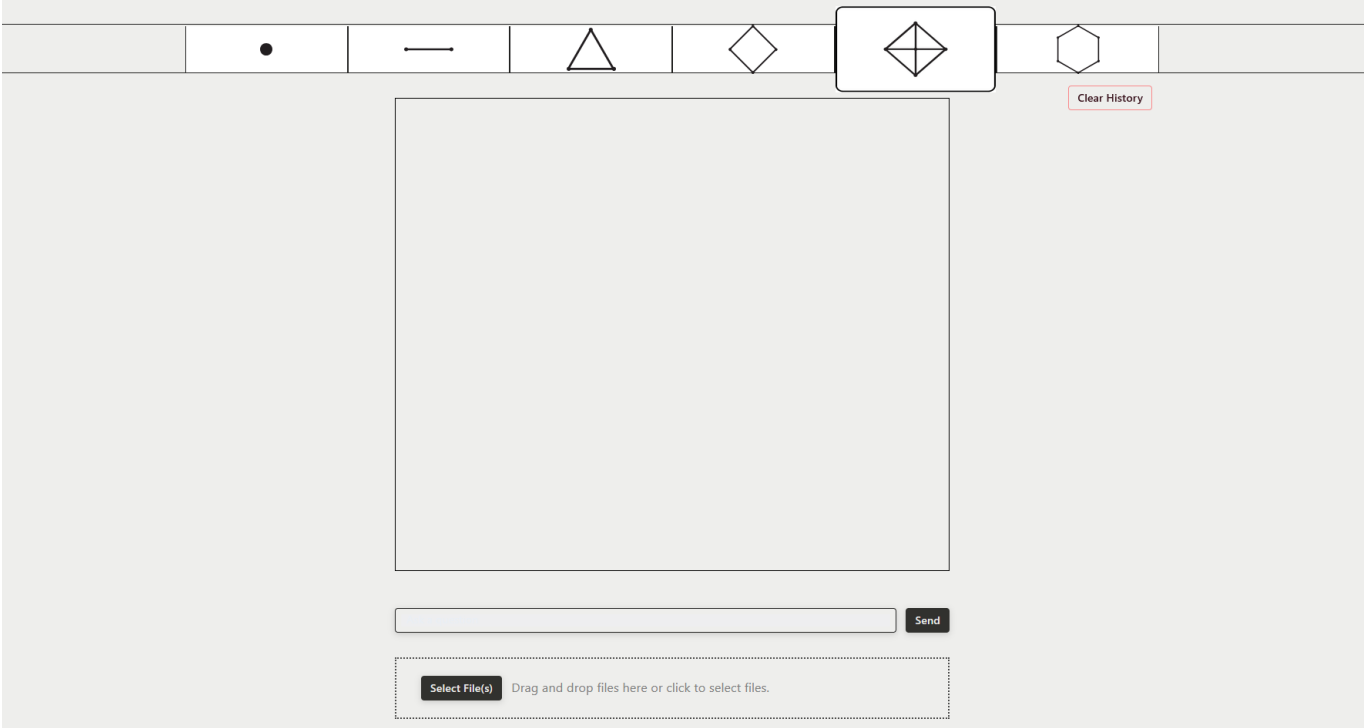 Clear History
Send
Select File(s) Drag and drop files here or click to select files.